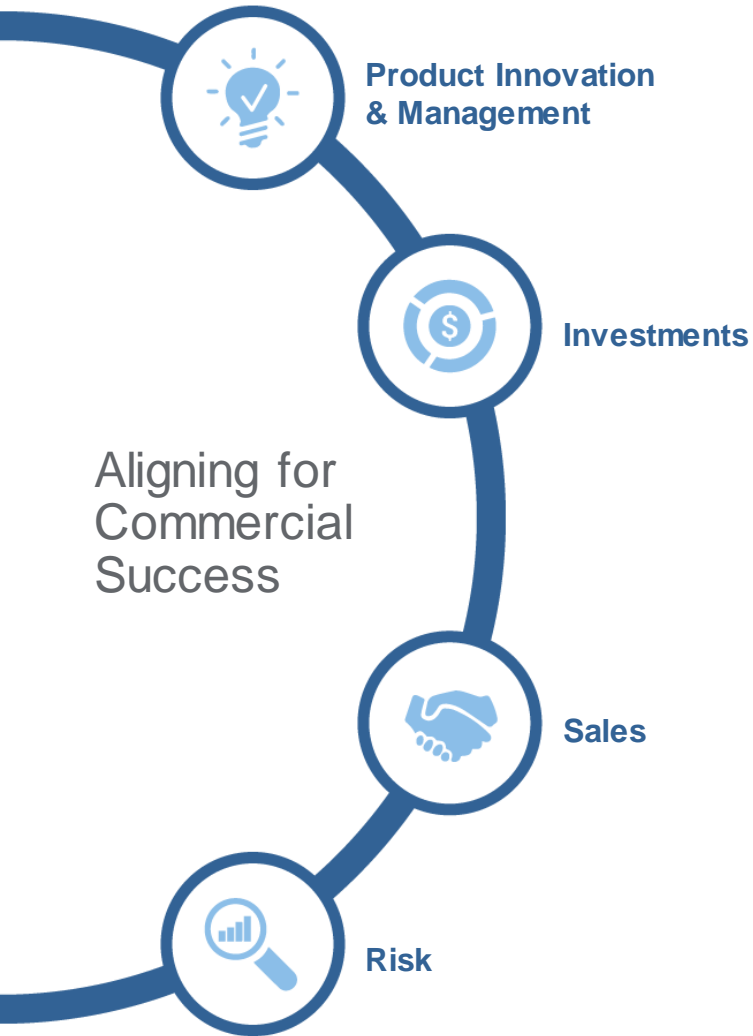 Product Innovation
& Management
Investments
Aligning for
Commercial
Success
$
Sales
Risk